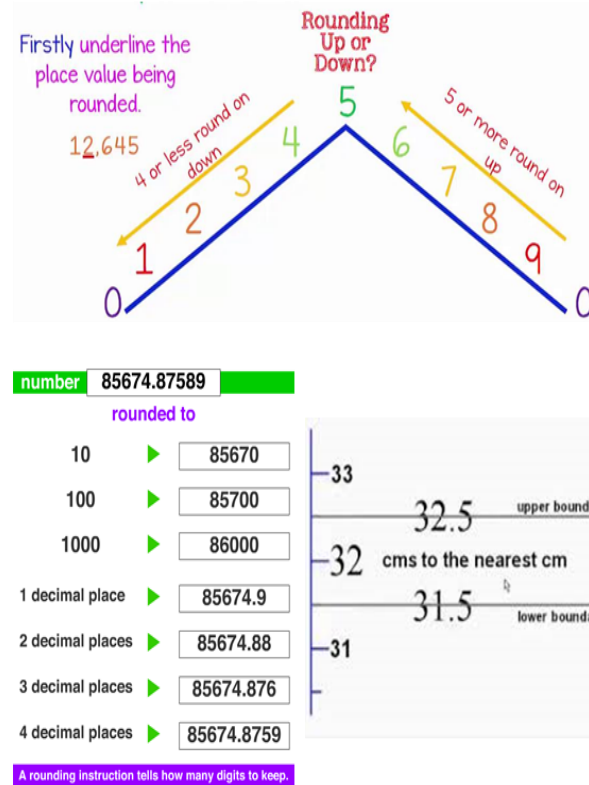 Rounding
Up or
Down?
Firstly underline the
place value being
rounded.
12,645
4 or less round on
down
5 or more round on
up
0
1
2
3
4
5
6
7
8
9
0
number 85674.87589
rounded to
10 85670
100 85700
1000 86000
1 decimal place 85674.9
2 decimal places 85674.88
3 decimal places 85674.876
4 decimal places 85674.8759
A rounding instruction tells how many digits to keep.
33
32.5 upper bound
32 cms to the nearest cm
31.5 lower bound
31